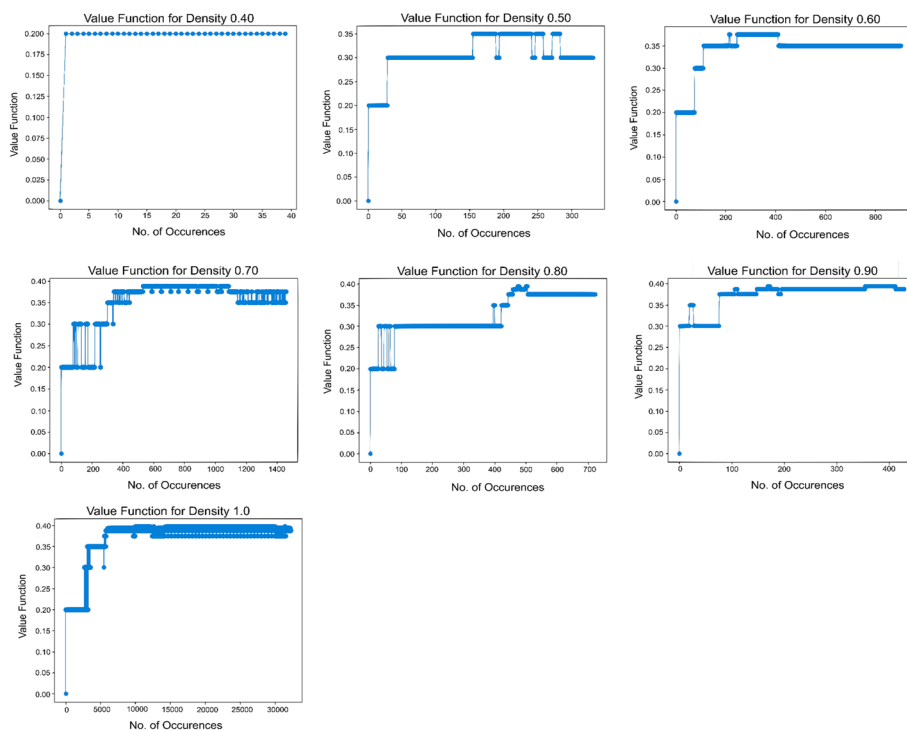 Value Function for Density 0.40
0.200
0.175
0.150
0.125
0.100
0.075
0.050
0.025
0.000
Value Function
0 5 10 15 20 25 30 35 40
No. of Occurences
Value Function for Density 0.50
0.35
0.30
0.25
0.20
0.15
0.10
0.05
0.00
Value Function
0 50 100 150 200 250 300
No. of Occurences
Value Function for Density 0.60
0.35
0.30
0.25
0.20
0.15
0.10
0.05
0.00
Value Function
0 200 400 600 800
No. of Occurences
Value Function for Density 0.70
0.40
0.35
0.30
0.25
0.20
0.15
0.10
0.05
0.00
Value Function
0 200 400 600 800 1000 1200 1400
No. of Occurences
Value Function for Density 0.80
0.40
0.35
0.30
0.25
0.20
0.15
0.10
0.05
0.00
Value Function
0 100 200 300 400 500 600 700
No. of Occurences
Value Function for Density 0.90
0.40
0.35
0.30
0.25
0.20
0.15
0.10
0.05
0.00
Value Function
0 100 200 300 400
No. of Occurences
Value Function for Density 1.0
0.40
0.35
0.30
0.25
0.20
0.15
0.10
0.05
0.00
Value Function
0 5000 10000 15000 20000 25000 30000
No. of Occurences